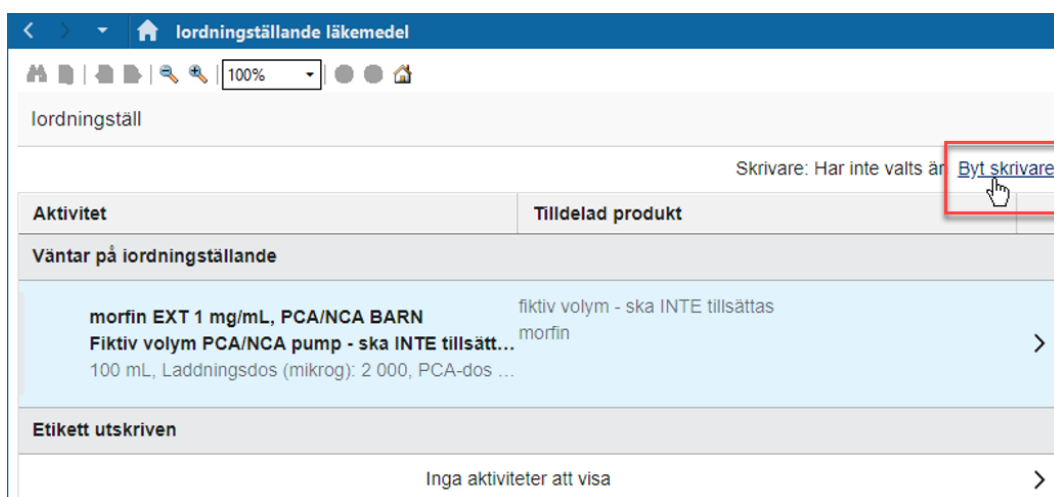 Iordningställande läkemedel
100%
Iordningställ
Skrivare: Har inte valts är Byt skrivare
Aktivitet Tilldelad produkt
Väntar på iordningställande
morfin EXT 1 mg/mL, PCA/NCA BARN fiktiv volym - ska INTE tillsättas
Fiktiv volym PCA/NCA pump - ska INTE tillsätt... morfin
100 mL, Laddningsdos (mikrog): 2 000, PCA-dos ...
Etikett utskriven
Inga aktiviteter att visa